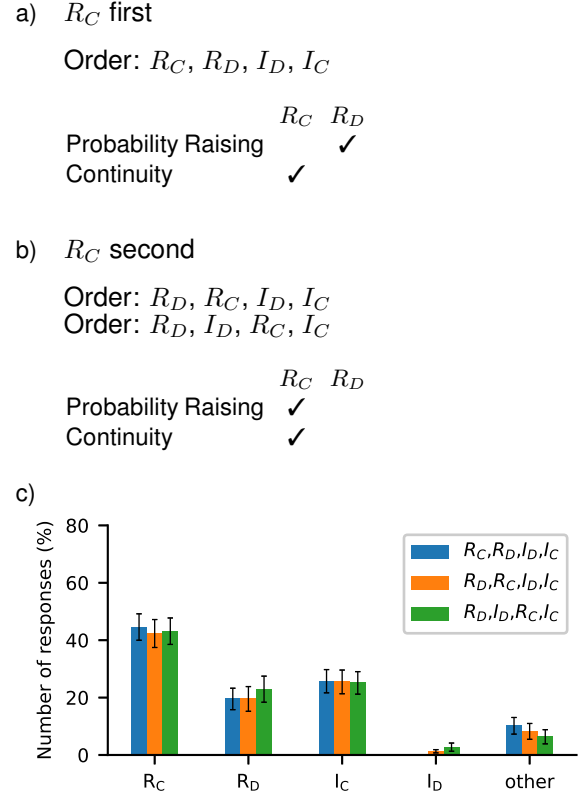 a) R_C first
Order: R_C, R_D, I_D, I_C
R_C R_D
Probability Raising ✓
Continuity ✓
b) R_C second
Order: R_D, R_C, I_D, I_C
Order: R_D, I_D, R_C, I_C
R_C R_D
Probability Raising ✓
Continuity ✓
c)
Number of responses (%)
80
60
40
20
0
R_C,R_D,I_D,I_C
R_D,R_C,I_D,I_C
R_D,I_D,R_C,I_C
R_C R_D I_C I_D other